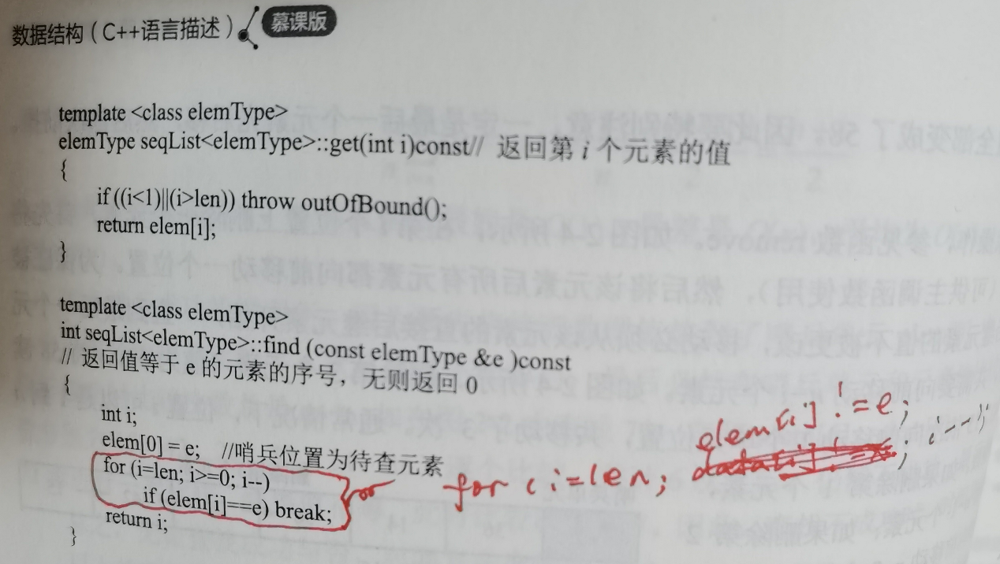 数据结构（C++语言描述） 慕课版
template <class elemType>
elemType seqList<elemType>::get(int i)const// 返回第 i 个元素的值
{
if ((i<1)||(i>len)) throw outOfBound();
return elem[i];
}
template <class elemType>
int seqList<elemType>::find (const elemType &e )const
// 返回值等于 e 的元素的序号，无则返回 0
{
int i;
elem[0] = e; //哨兵位置为待查元素
for (i=len; i>=0; i--)
if (elem[i]==e) break;
return i;
}
or for (i=len; elem[i] != e; i--);